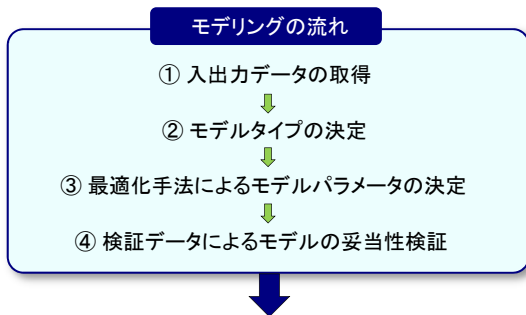 モデリングの流れ
① 入出力データの取得
② モデルタイプの決定
③ 最適化手法によるモデルパラメータの決定
④ 検証データによるモデルの妥当性検証